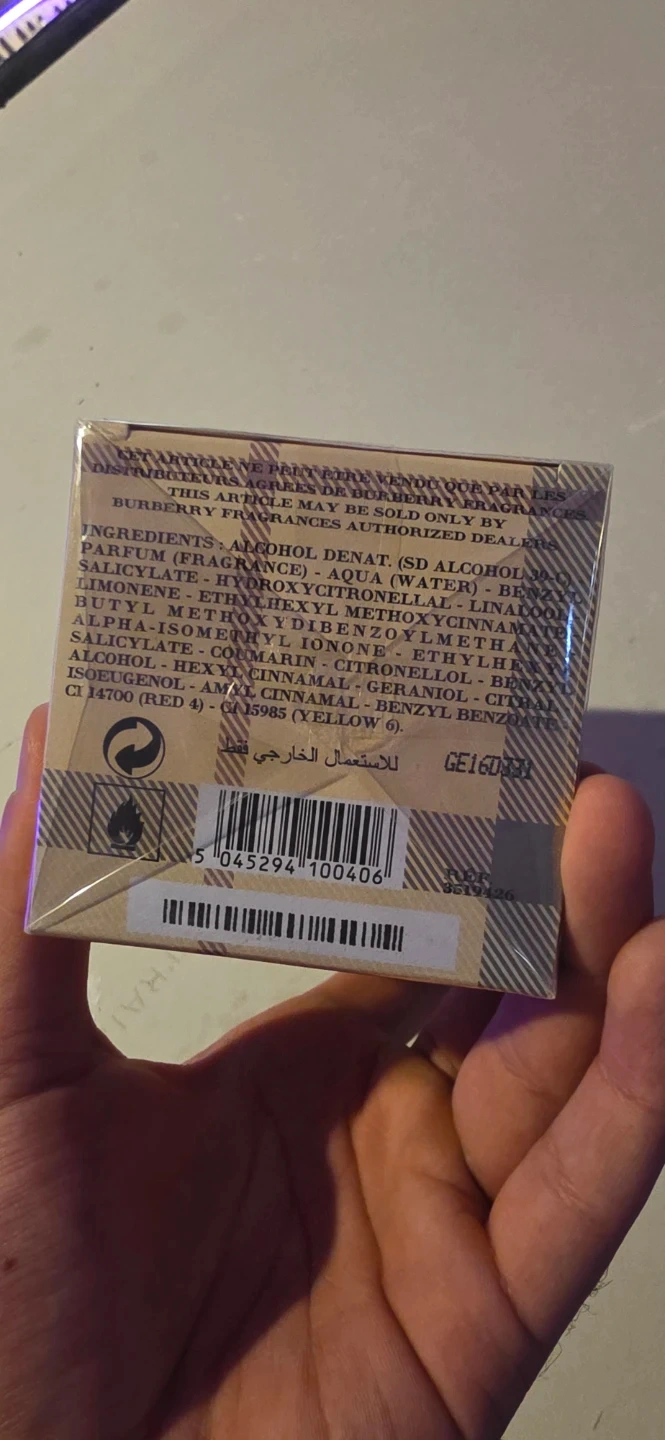 CET ARTICLE NE PEUT ETRE VENDU QUE PAR LES
DISTRIBUTEURS AGREES DE BURBERRY FRAGRANCES.
THIS ARTICLE MAY BE SOLD ONLY BY
BURBERRY FRAGRANCES AUTHORIZED DEALERS
INGREDIENTS : ALCOHOL DENAT. (SD ALCOHOL 39-C)
PARFUM (FRAGRANCE) - AQUA (WATER) - BENZYL
SALICYLATE - HYDROXYCITRONELLAL - LINALOOL
LIMONENE - ETHYLHEXYL METHOXYCINNAMATE
BUTYL METHOXYDIBENZOYLMETHANE -
ALPHA-ISOMETHYL IONONE - ETHYLHEXYL
SALICYLATE - COUMARIN - CITRONELLOL - BENZYL
ALCOHOL - HEXYL CINNAMAL - GERANIOL - CITRAL
ISOEUGENOL - AMYL CINNAMAL - BENZYL BENZOATE -
CI 14700 (RED 4) - CI 15985 (YELLOW 6).
للاستعمال الخارجي فقط
GE16D331
5 045294 100406
REF.
3519426